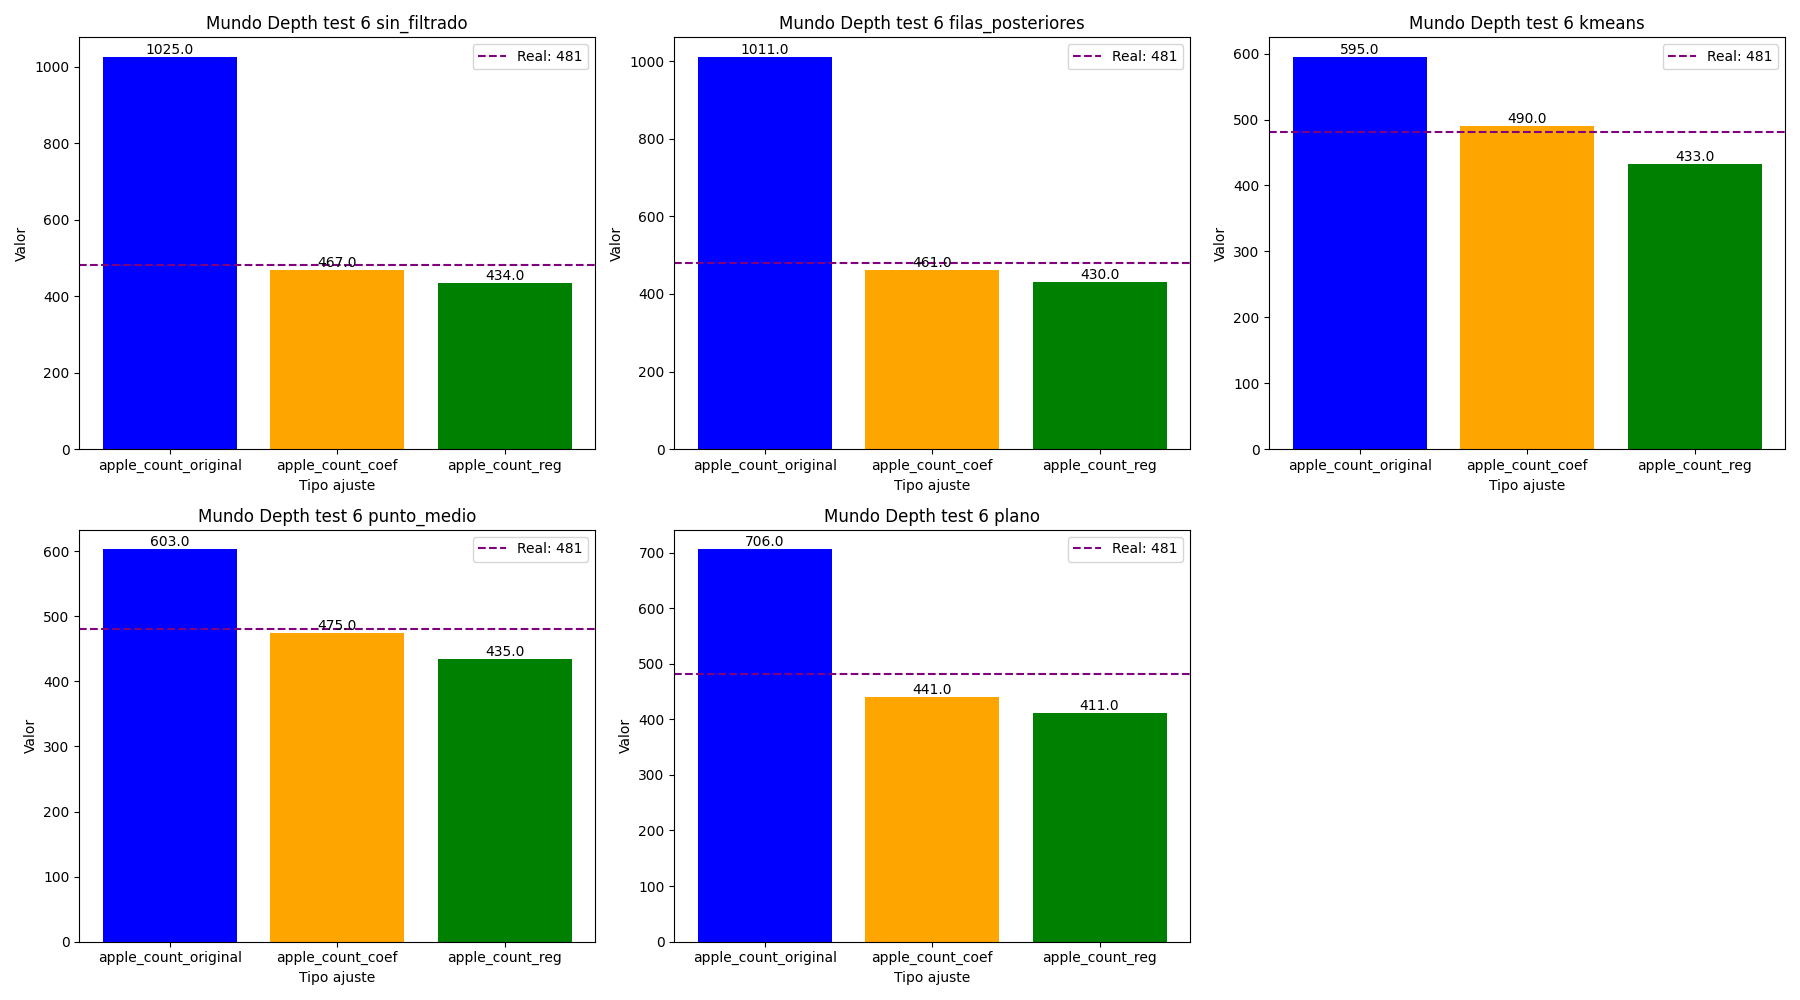 Mundo Depth test 6 sin_filtrado
Real: 481
1025.0
467.0
434.0
1000
800
600
400
200
0
Valor
apple_count_original apple_count_coef apple_count_reg
Tipo ajuste
Mundo Depth test 6 filas_posteriores
Real: 481
1011.0
461.0
430.0
1000
800
600
400
200
0
Valor
apple_count_original apple_count_coef apple_count_reg
Tipo ajuste
Mundo Depth test 6 kmeans
Real: 481
595.0
490.0
433.0
600
500
400
300
200
100
0
Valor
apple_count_original apple_count_coef apple_count_reg
Tipo ajuste
Mundo Depth test 6 punto_medio
Real: 481
603.0
475.0
435.0
600
500
400
300
200
100
0
Valor
apple_count_original apple_count_coef apple_count_reg
Tipo ajuste
Mundo Depth test 6 plano
Real: 481
706.0
441.0
411.0
700
600
500
400
300
200
100
0
Valor
apple_count_original apple_count_coef apple_count_reg
Tipo ajuste